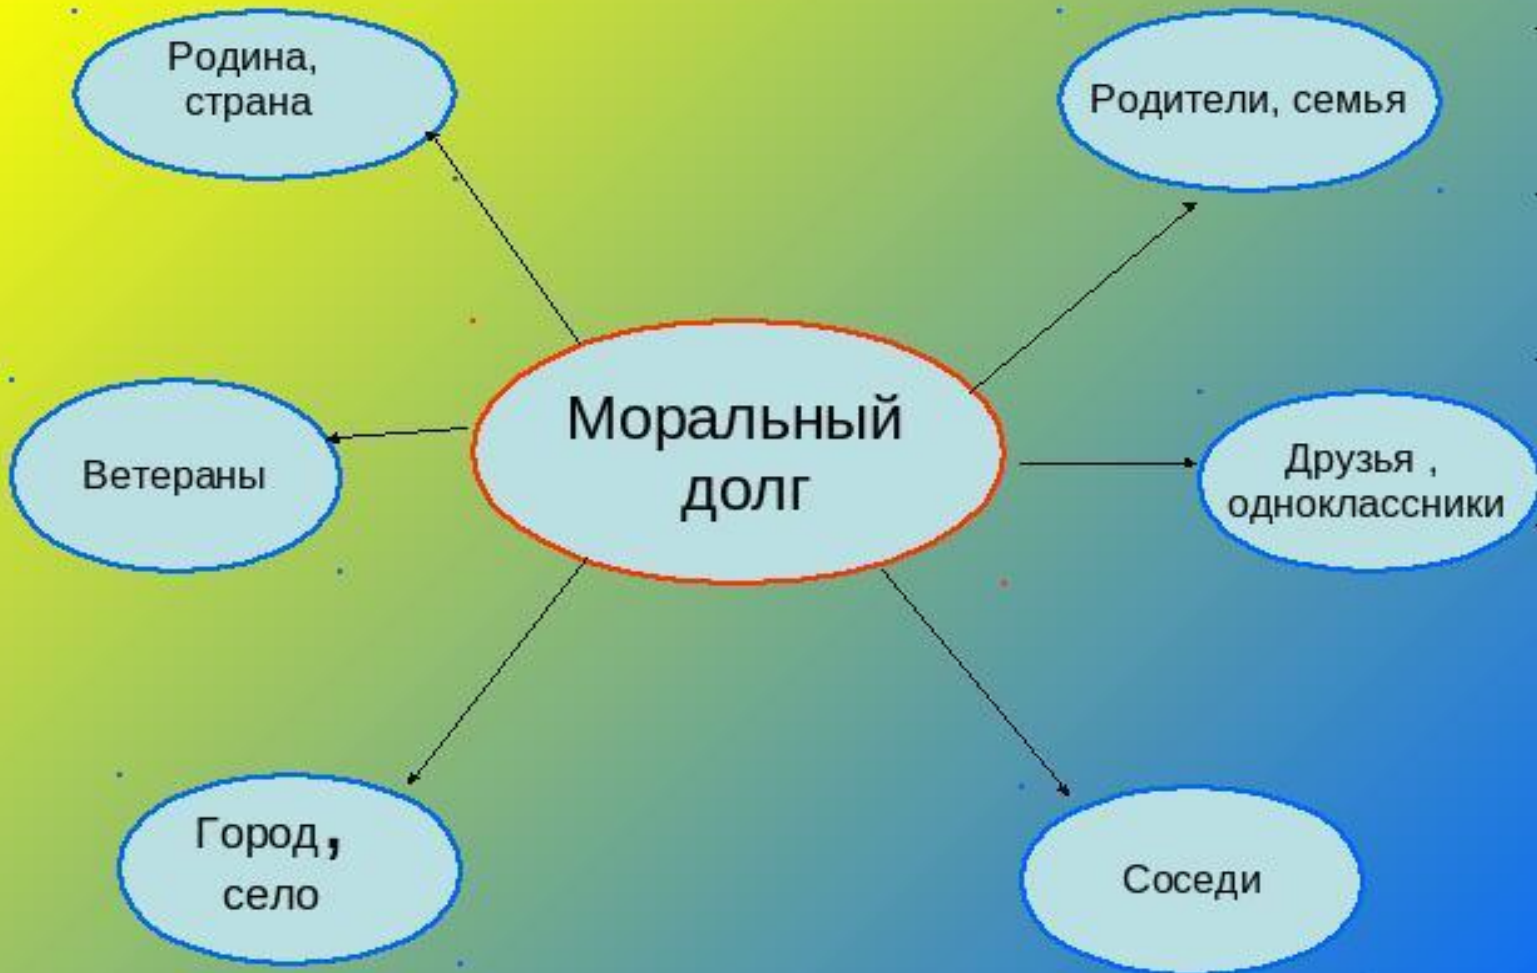 Родина,
страна
Родители, семья
Моральный
долг
Ветераны
Друзья ,
одноклассники
Город,
село
Соседи